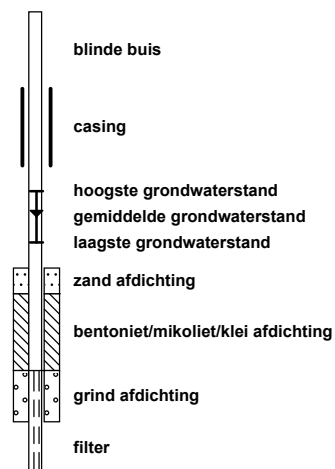 blinde buis
casing
hoogste grondwaterstand
gemiddelde grondwaterstand
laagste grondwaterstand
zand afdichting
bentoniet/mikoliet/klei afdichting
grind afdichting
filter